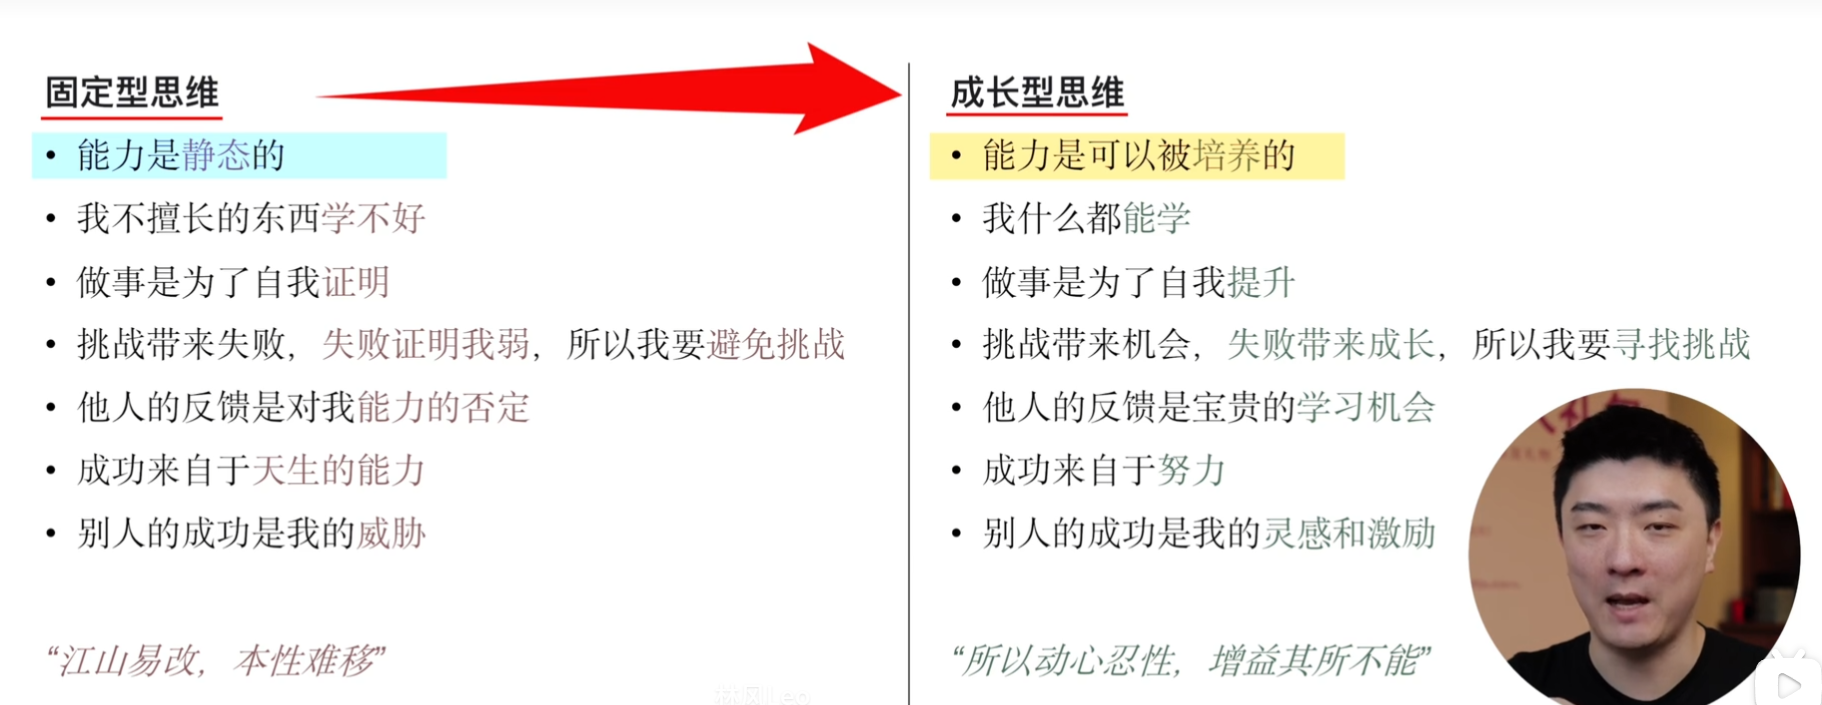 固定型思维
• 能力是静态的
• 我不擅长的东西学不好
• 做事是为了自我证明
• 挑战带来失败，失败证明我弱，所以我要避免挑战
• 他人的反馈是对我能力的否定
• 成功来自于天生的能力
• 别人的成功是我的威胁
“江山易改，本性难移”
成长型思维
• 能力是可以被培养的
• 我什么都能学
• 做事是为了自我提升
• 挑战带来机会，失败带来成长，所以我要寻找挑战
• 他人的反馈是宝贵的学习机会
• 成功来自于努力
• 别人的成功是我的灵感和激励
“所以动心忍性，增益其所不能”